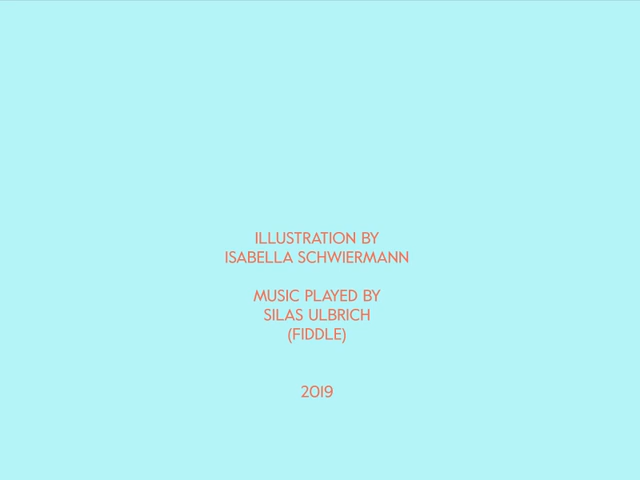 ILLUSTRATION BY
ISABELLA SCHWIERMANN
MUSIC PLAYED BY
SILAS ULBRICH
(FIDDLE)
2019